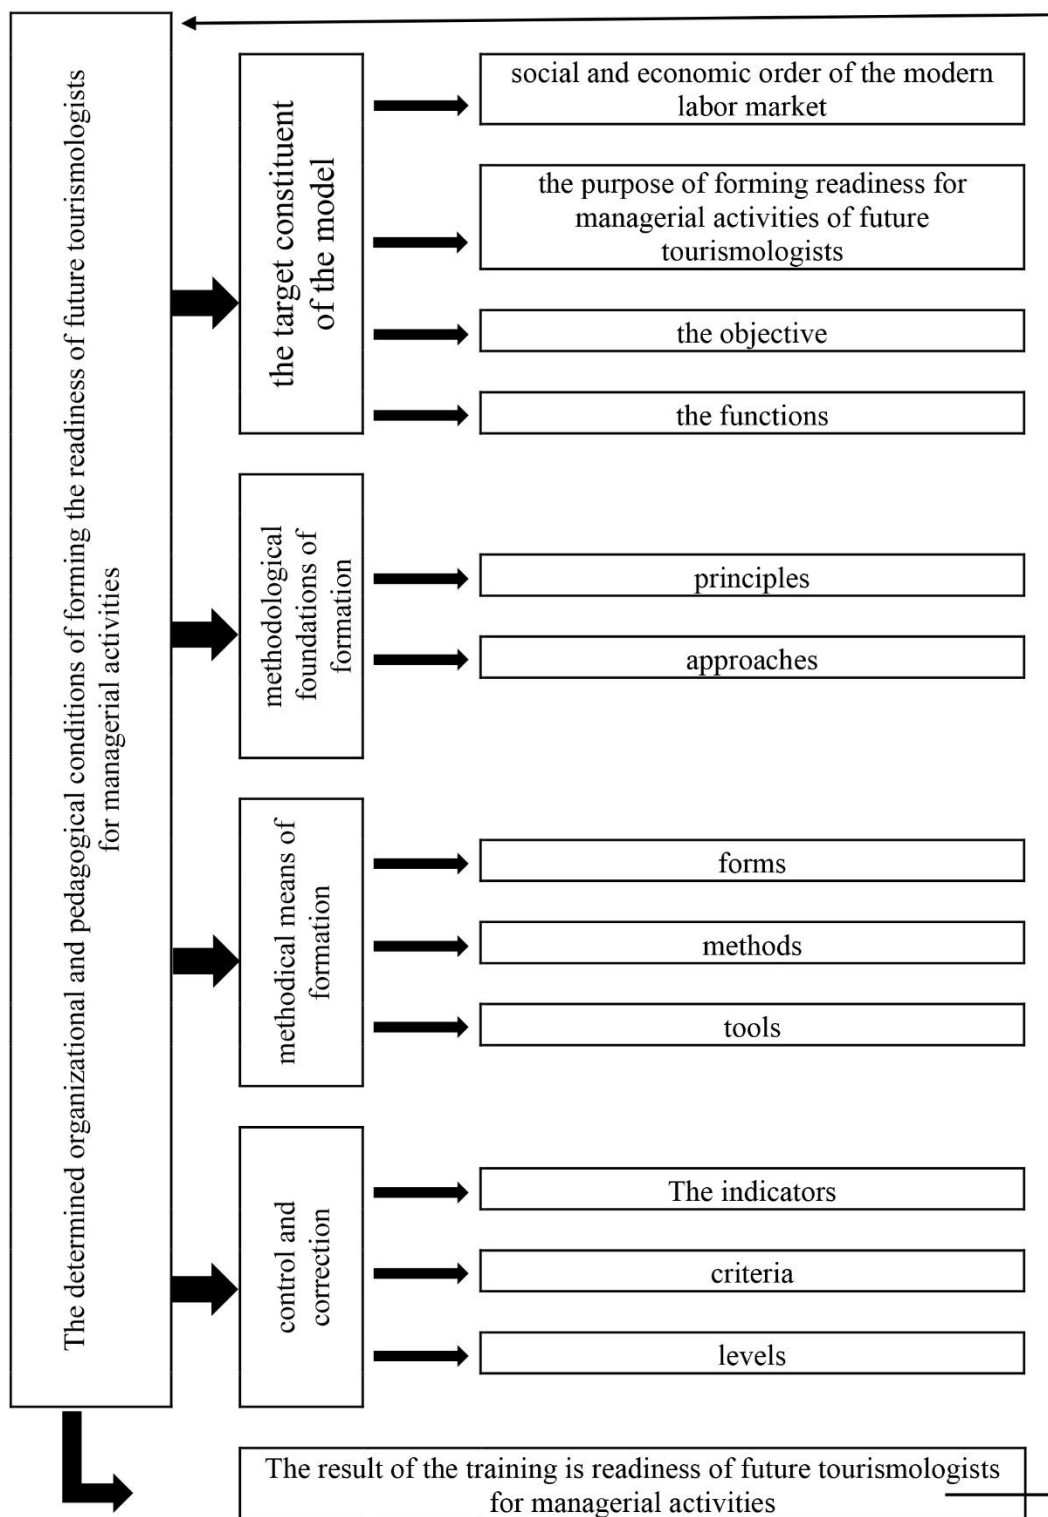 The determined organizational and pedagogical conditions of forming the readiness of future tourismologists
for managerial activities
the target constituent
of the model
social and economic order of the modern
labor market
the purpose of forming readiness for
managerial activities of future
tourismologists
the objective
the functions
methodological
foundations of
formation
principles
approaches
methodical means of
formation
forms
methods
tools
control and
correction
The indicators
criteria
levels
The result of the training is readiness of future tourismologists
for managerial activities